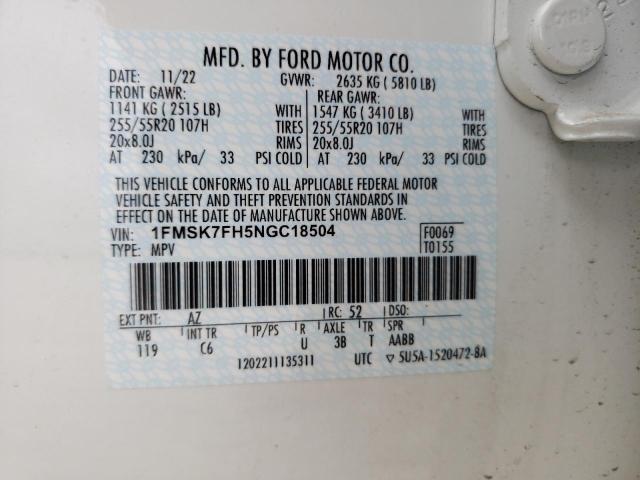 MFD. BY FORD MOTOR CO.
DATE: 11/22 GVWR: 2635 KG ( 5810 LB)
FRONT GAWR: REAR GAWR:
1141 KG ( 2515 LB) WITH 1547 KG ( 3410 LB) WITH
255/55R20 107H TIRES 255/55R20 107H TIRES
20x8.0J RIMS 20x8.0J RIMS
AT 230 kPa/ 33 PSI COLD AT 230 kPa/ 33 PSI COLD
THIS VEHICLE CONFORMS TO ALL APPLICABLE FEDERAL MOTOR
VEHICLE SAFETY AND THEFT PREVENTION STANDARDS IN
EFFECT ON THE DATE OF MANUFACTURE SHOWN ABOVE.
VIN: 1FMSK7FH5NGC18504 F0069
TYPE: MPV T0155
EXT PNT: AZ RC: 52 DSO:
WB INT TR TP/PS R AXLE TR SPR
119 C6 U 3B T AABB
1202211135311 UTC ▽ 5U5A-1520472-BA